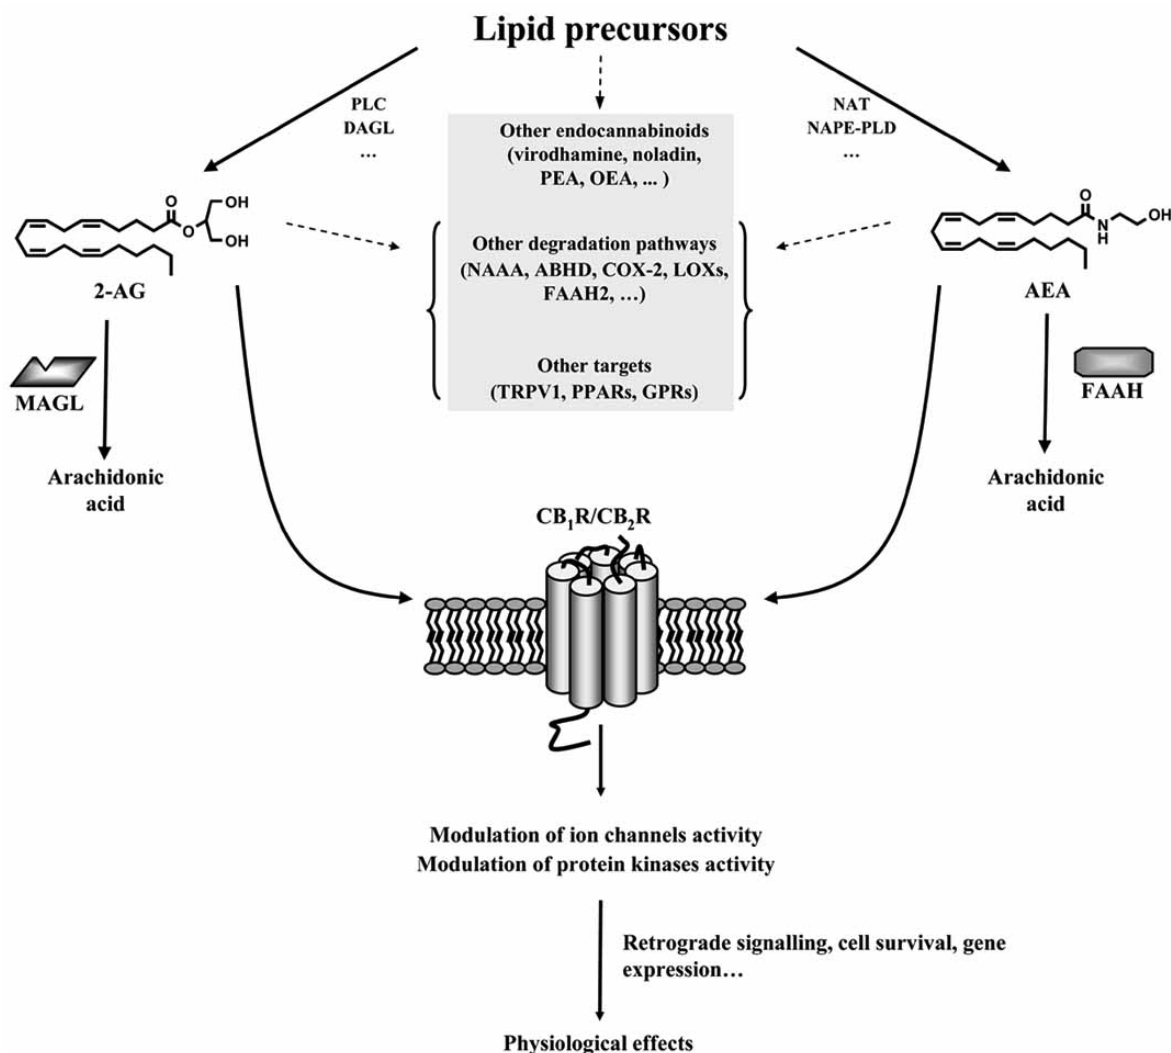 Lipid precursors
PLC
DAGL
...
NAT
NAPE-PLD
...
Other endocannabinoids
(virodhamine, noladin,
PEA, OEA, ... )
O
OH
O
OH
2-AG
Other degradation pathways
(NAAA, ABHD, COX-2, LOXs,
FAAH2, ...)
O
N
H
OH
AEA
Other targets
(TRPV1, PPARs, GPRs)
MAGL
FAAH
Arachidonic
acid
Arachidonic
acid
CB₁R/CB₂R
Modulation of ion channels activity
Modulation of protein kinases activity
Retrograde signalling, cell survival, gene
expression...
Physiological effects